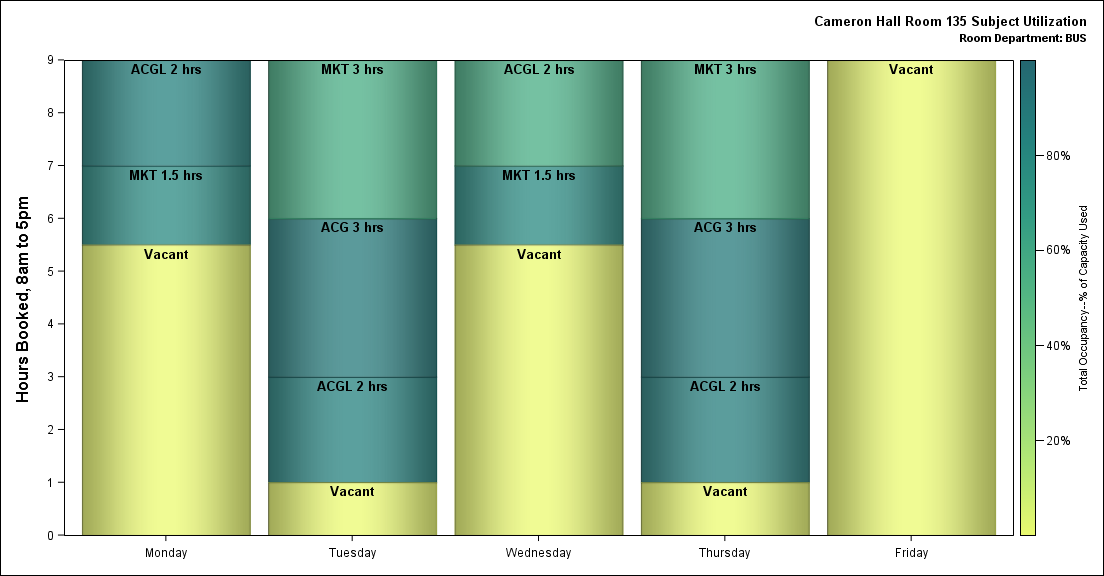 Cameron Hall Room 135 Subject Utilization
Room Department: BUS
Hours Booked, 8am to 5pm
9
8
7
6
5
4
3
2
1
0
ACGL 2 hrs
MKT 1.5 hrs
Vacant
MKT 3 hrs
ACG 3 hrs
ACGL 2 hrs
Vacant
ACGL 2 hrs
MKT 1.5 hrs
Vacant
MKT 3 hrs
ACG 3 hrs
ACGL 2 hrs
Vacant
Vacant
Monday
Tuesday
Wednesday
Thursday
Friday
80%
60%
40%
20%
Total Occupancy--% of Capacity Used